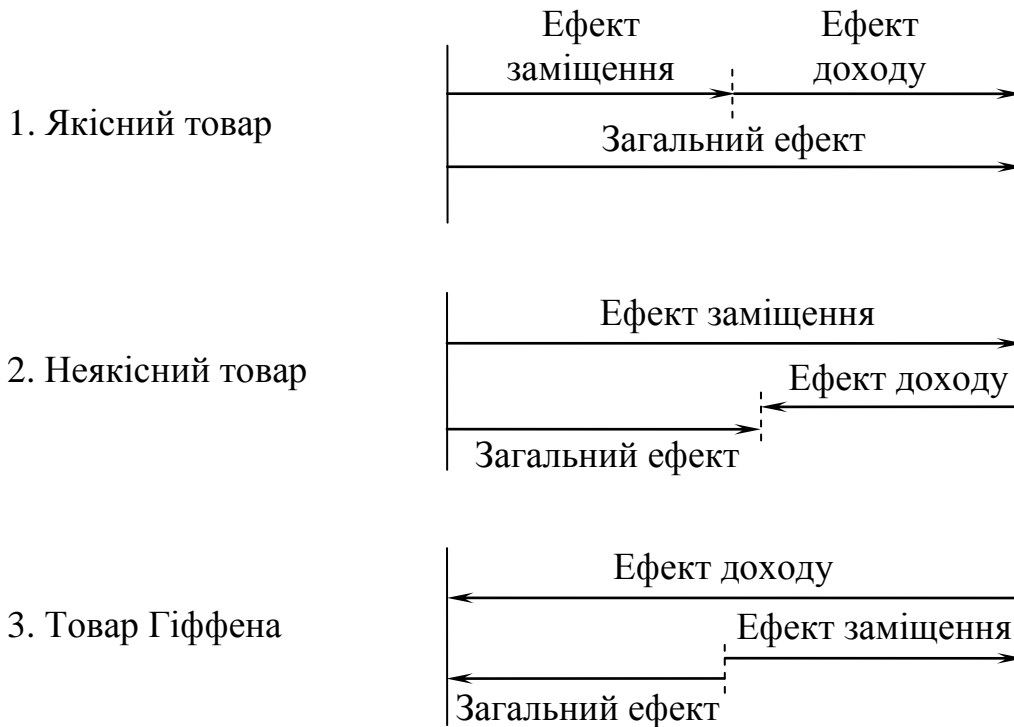 Ефект
заміщення
Ефект
доходу
1. Якісний товар
Загальний ефект
Ефект заміщення
2. Неякісний товар
Ефект доходу
Загальний ефект
Ефект доходу
3. Товар Гіффена
Ефект заміщення
Загальний ефект